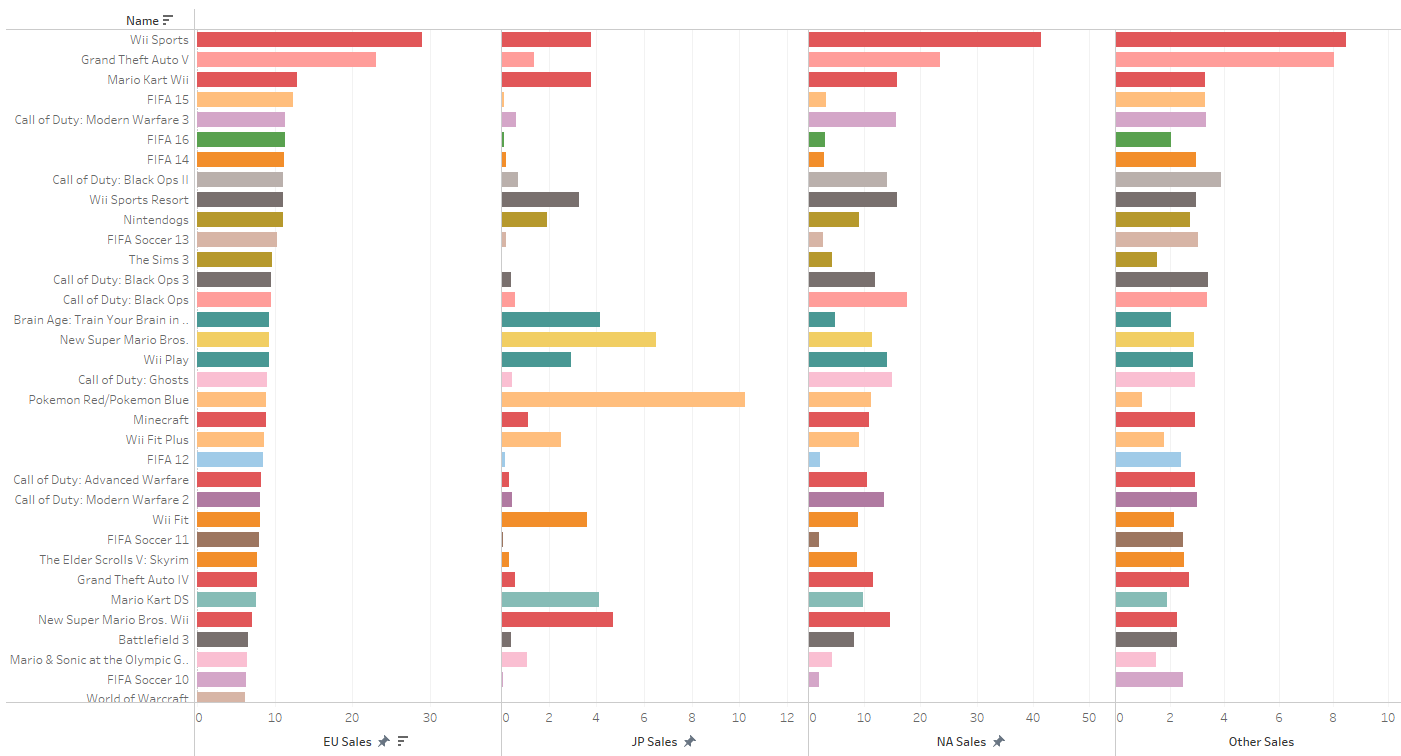 Name
Wii Sports
Grand Theft Auto V
Mario Kart Wii
FIFA 15
Call of Duty: Modern Warfare 3
FIFA 16
FIFA 14
Call of Duty: Black Ops II
Wii Sports Resort
Nintendogs
FIFA Soccer 13
The Sims 3
Call of Duty: Black Ops 3
Call of Duty: Black Ops
Brain Age: Train Your Brain in ..
New Super Mario Bros.
Wii Play
Call of Duty: Ghosts
Pokemon Red/Pokemon Blue
Minecraft
Wii Fit Plus
FIFA 12
Call of Duty: Advanced Warfare
Call of Duty: Modern Warfare 2
Wii Fit
FIFA Soccer 11
The Elder Scrolls V: Skyrim
Grand Theft Auto IV
Mario Kart DS
New Super Mario Bros. Wii
Battlefield 3
Mario & Sonic at the Olympic G..
FIFA Soccer 10
World of Warcraft
0 10 20 30 0 2 4 6 8 10 12 0 10 20 30 40 50 0 2 4 6 8 10
EU Sales JP Sales NA Sales Other Sales